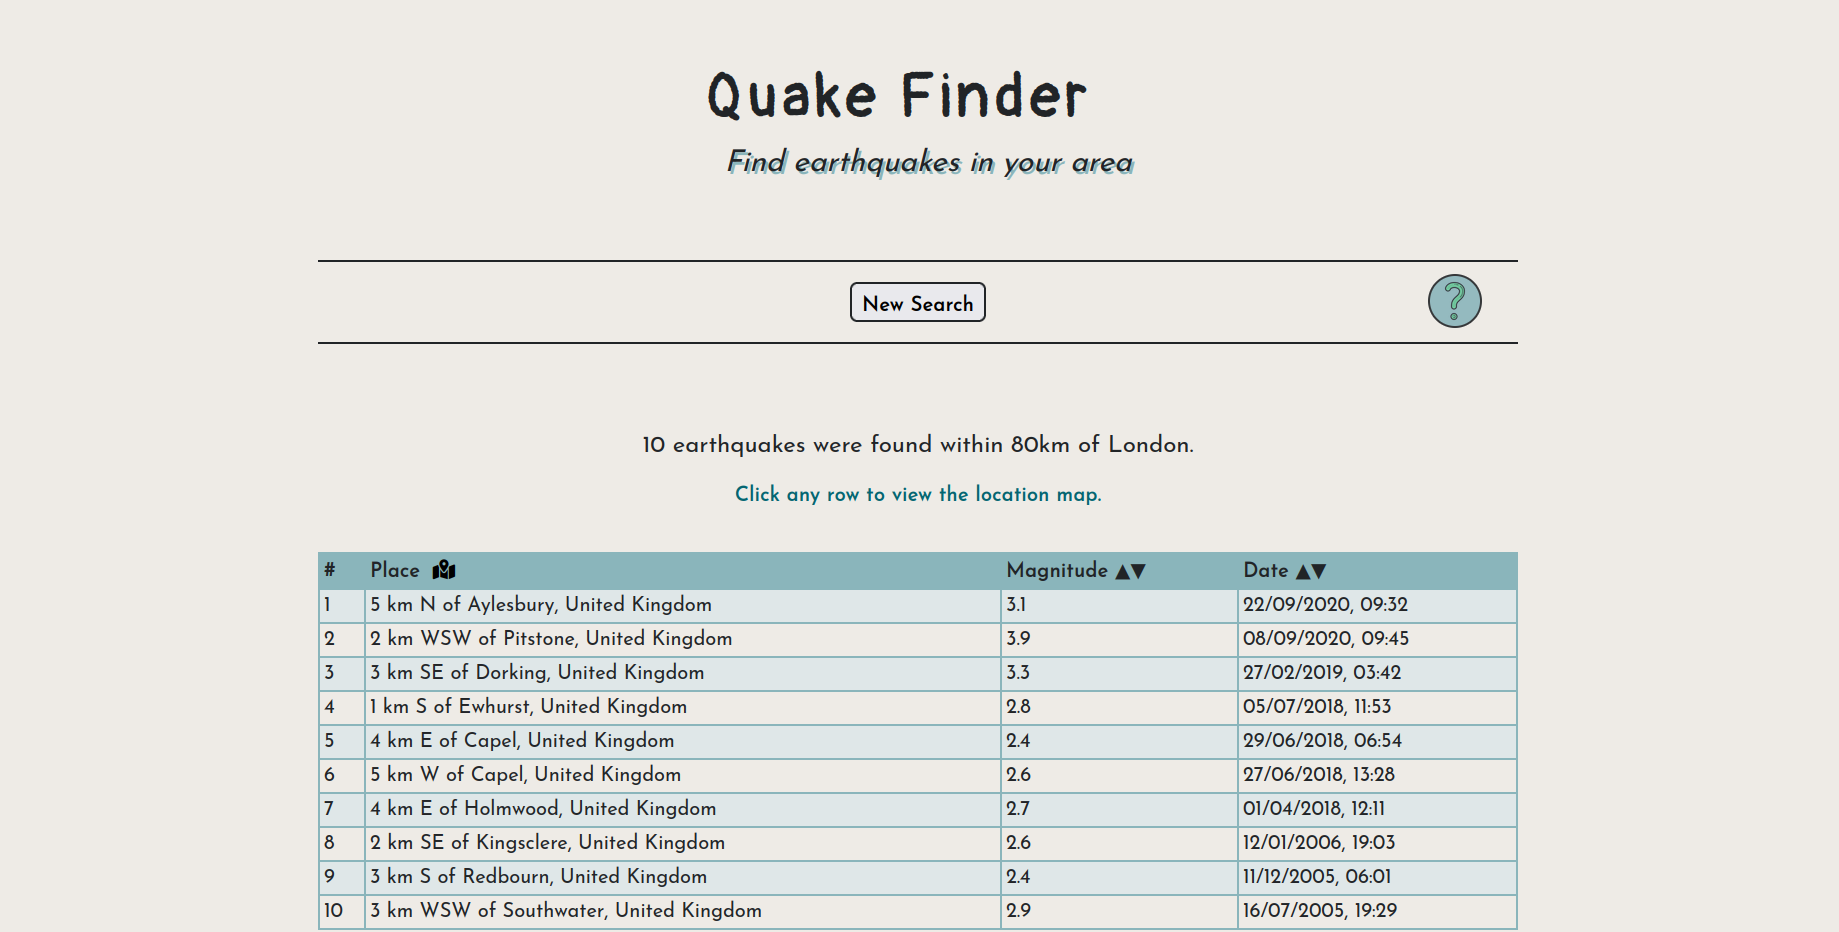 Quake Finder
Find earthquakes in your area
New Search
?
10 earthquakes were found within 80km of London.
Click any row to view the location map.
# Place Magnitude ▲▼ Date ▲▼
1 5 km N of Aylesbury, United Kingdom 3.1 22/09/2020, 09:32
2 2 km WSW of Pitstone, United Kingdom 3.9 08/09/2020, 09:45
3 3 km SE of Dorking, United Kingdom 3.3 27/02/2019, 03:42
4 1 km S of Ewhurst, United Kingdom 2.8 05/07/2018, 11:53
5 4 km E of Capel, United Kingdom 2.4 29/06/2018, 06:54
6 5 km W of Capel, United Kingdom 2.6 27/06/2018, 13:28
7 4 km E of Holmwood, United Kingdom 2.7 01/04/2018, 12:11
8 2 km SE of Kingsclere, United Kingdom 2.6 12/01/2006, 19:03
9 3 km S of Redbourn, United Kingdom 2.4 11/12/2005, 06:01
10 3 km WSW of Southwater, United Kingdom 2.9 16/07/2005, 19:29